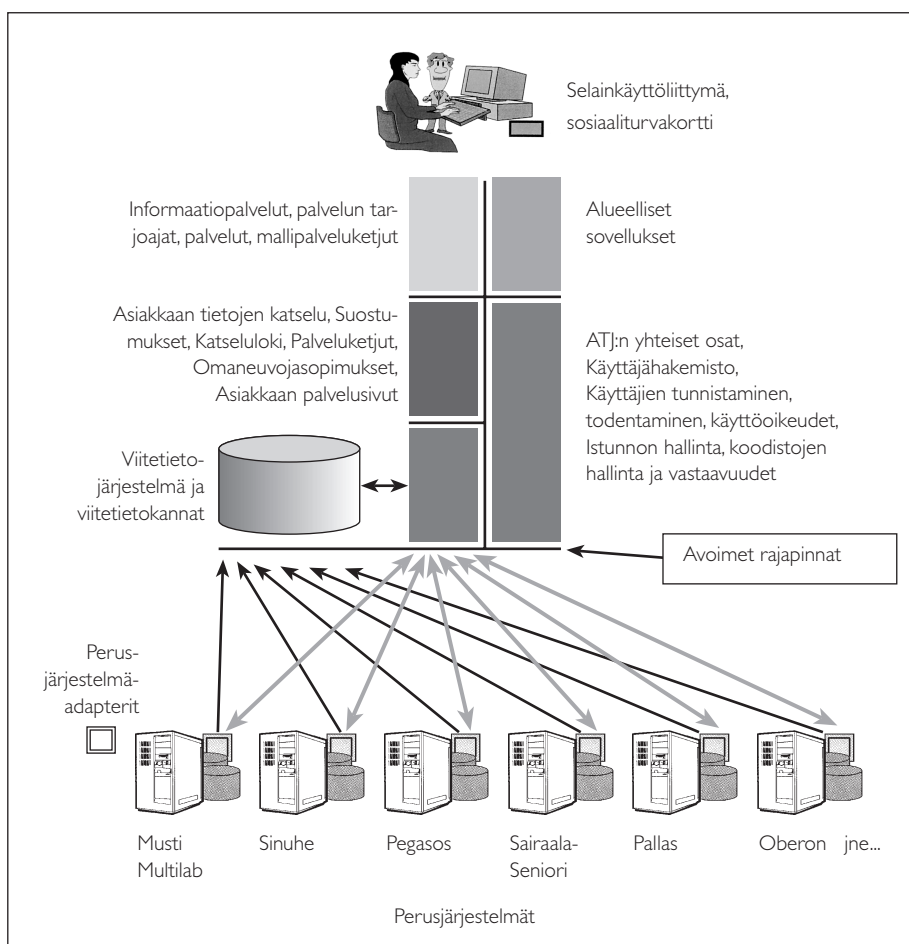 Selainkäyttöliittymä,
sosiaaliturvakortti
Informaatiopalvelut, palvelun tar-
joajat, palvelut, mallipalveluketjut
Alueelliset
sovellukset
Asiakkaan tietojen katselu, Suostu-
mukset, Katseluloki, Palveluketjut,
Omaneuvojasopimukset,
Asiakkaan palvelusivut
ATJ:n yhteiset osat,
Käyttäjähakemisto,
Käyttäjien tunnistaminen,
todentaminen, käyttöoikeudet,
Istunnon hallinta, koodistojen
hallinta ja vastaavuudet
Viitetieto-
järjestelmä ja
viitetietokannat
Avoimet rajapinnat
Perus-
järjestelmä-
adapterit
Musti
Multilab
Sinuhe
Pegasos
Sairaala-
Seniori
Pallas
Oberon jne...
Perusjärjestelmät